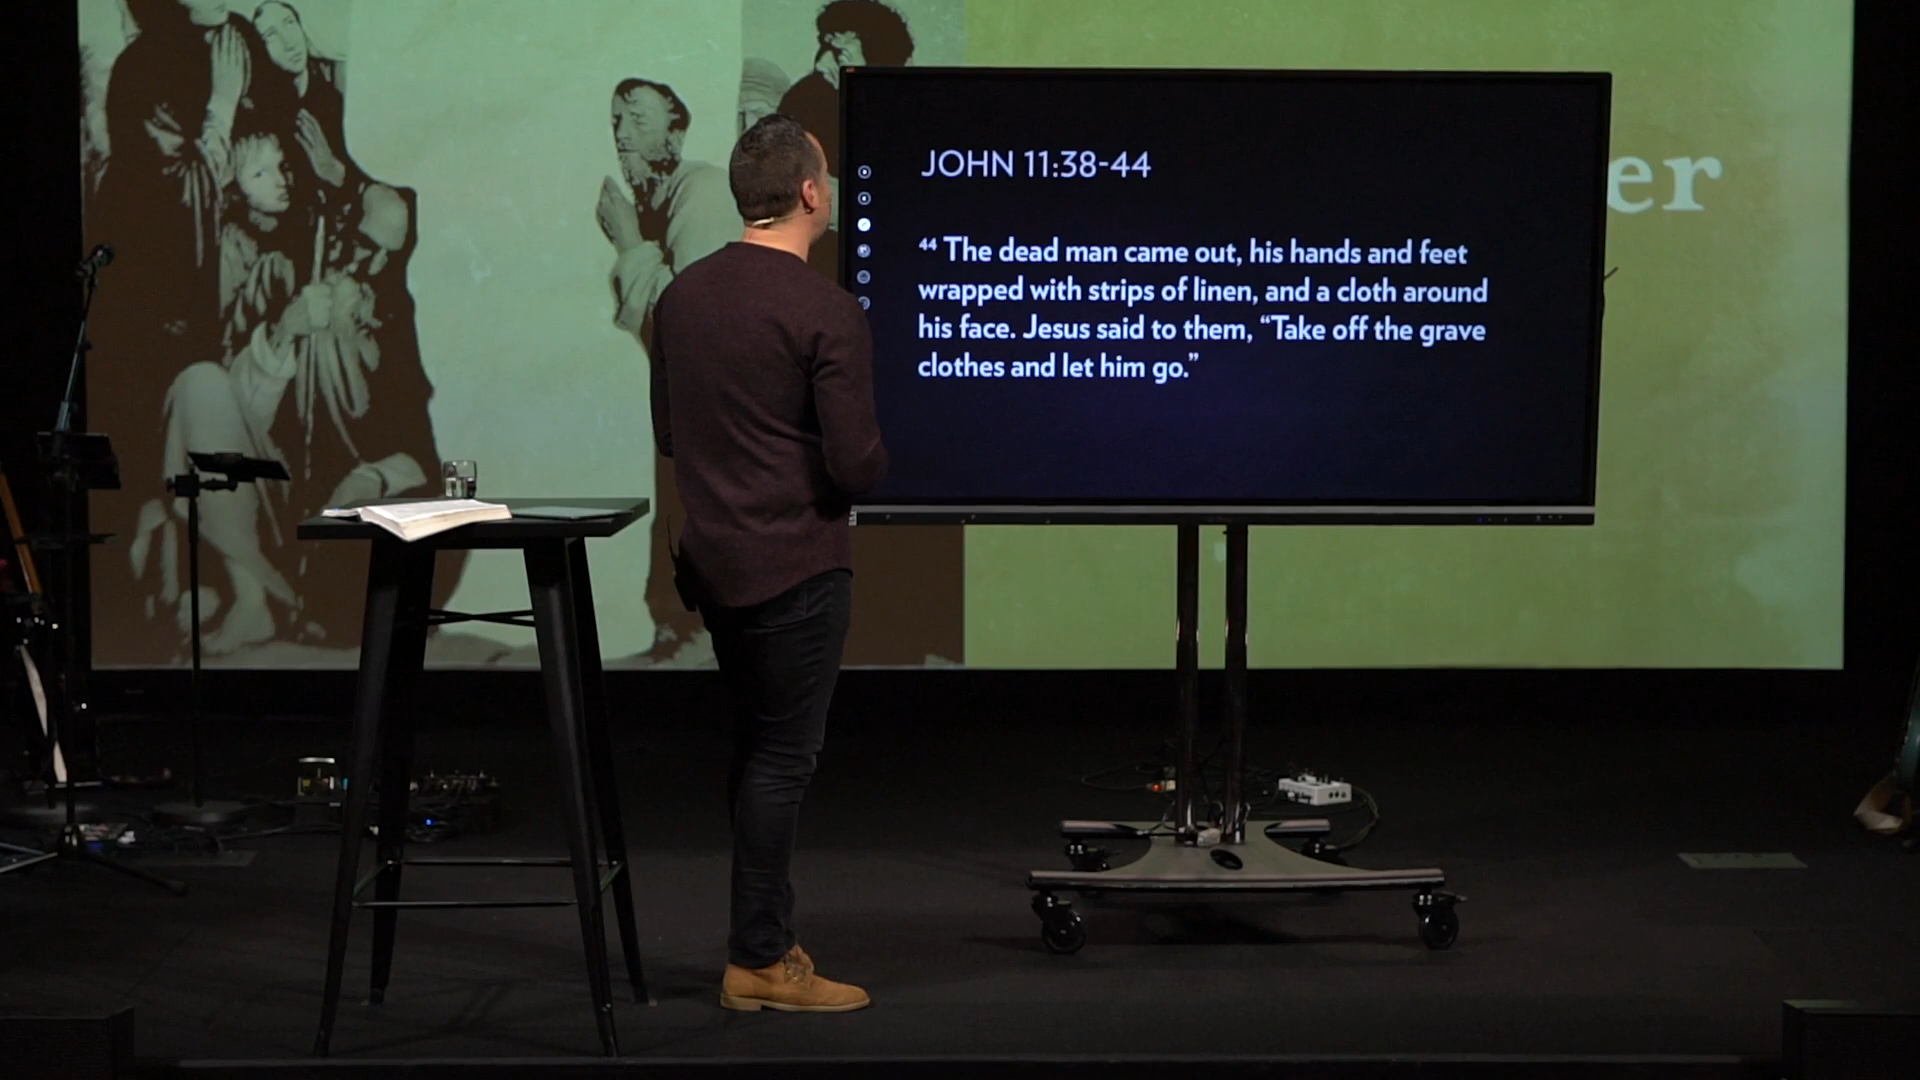 JOHN 11:38-44
44 The dead man came out, his hands and feet
wrapped with strips of linen, and a cloth around
his face. Jesus said to them, “Take off the grave
clothes and let him go.”
er